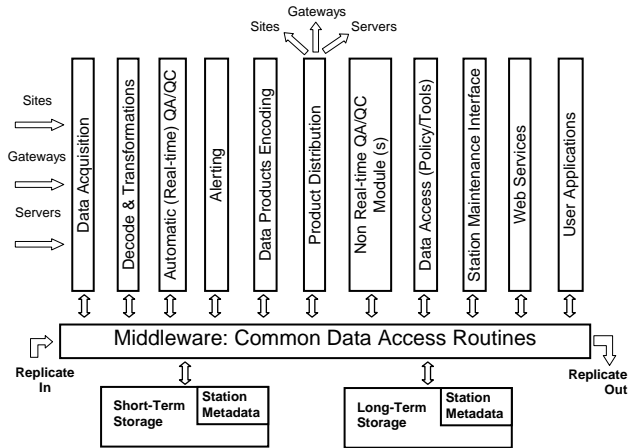 Gateways
Sites
Servers
Sites
Gateways
Servers
Data Acquisition
Decode & Transformations
Automatic (Real-time) QA/QC
Alerting
Data Products Encoding
Product Distribution
Non Real-time QA/QC
Module (s)
Data Access (Policy/Tools)
Station Maintenance Interface
Web Services
User Applications
Middleware: Common Data Access Routines
Replicate
In
Replicate
Out
Short-Term
Storage
Station
Metadata
Long-Term
Storage
Station
Metadata